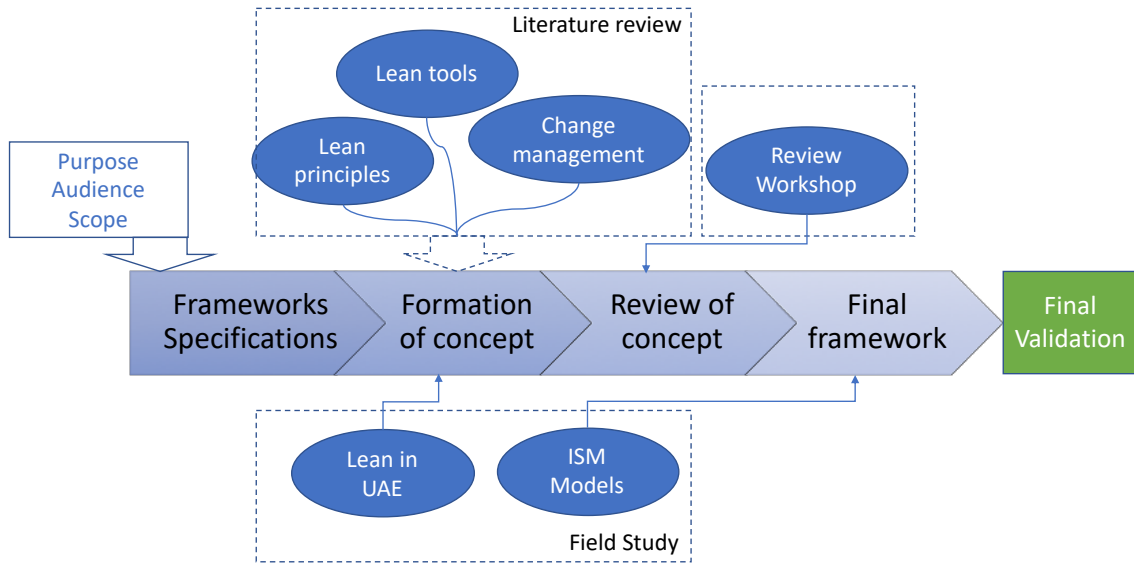 Literature review
Lean tools
Change
management
Lean
principles
Review
Workshop
Purpose
Audience
Scope
Frameworks
Specifications
Formation
of concept
Review of
concept
Final
framework
Final
Validation
Lean in
UAE
ISM
Models
Field Study